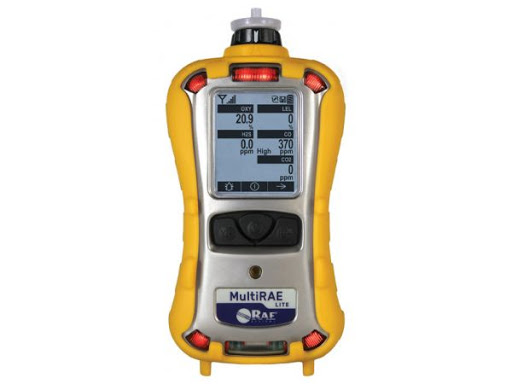 OXY LEL
20.9 0
% %
H2S CO
0.0 370
ppm High ppm
CO2
0
ppm
MultiRAE
LITE
RAE